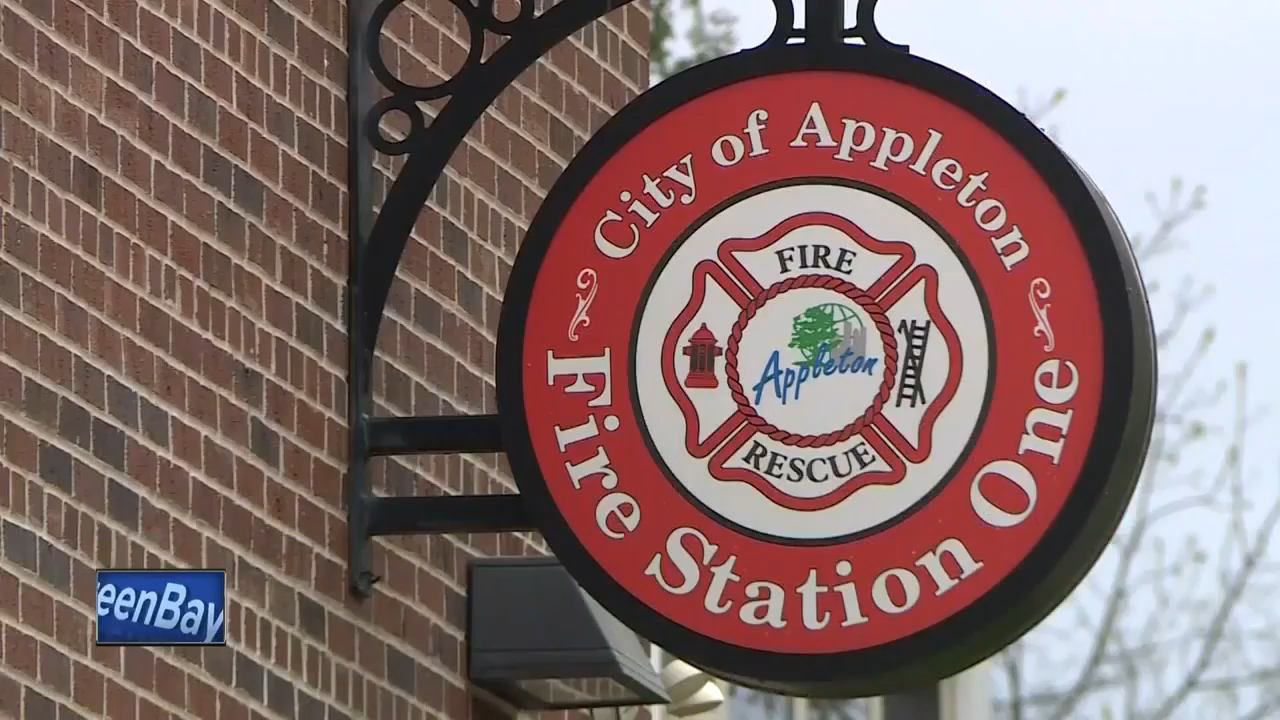 City of Appleton
FIRE
Appleton
RESCUE
Fire Station One
eenBay